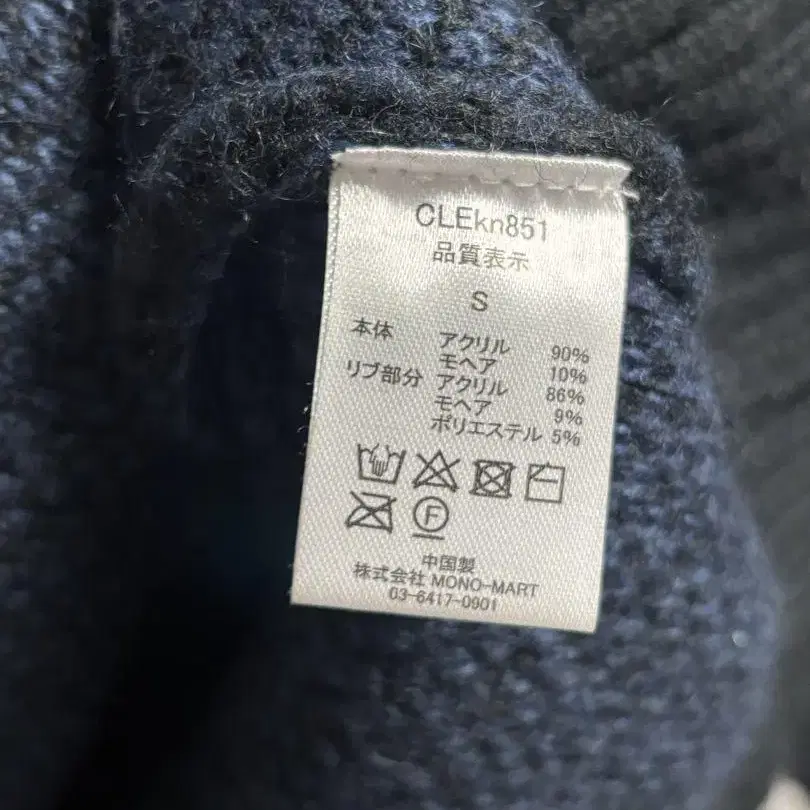 CLEkn851
品質表示
S
本体 アクリル 90%
モヘア 10%
リブ部分 アクリル 86%
モヘア 9%
ポリエステル 5%
F
中国製
株式会社 MONO-MART
03-6417-0901